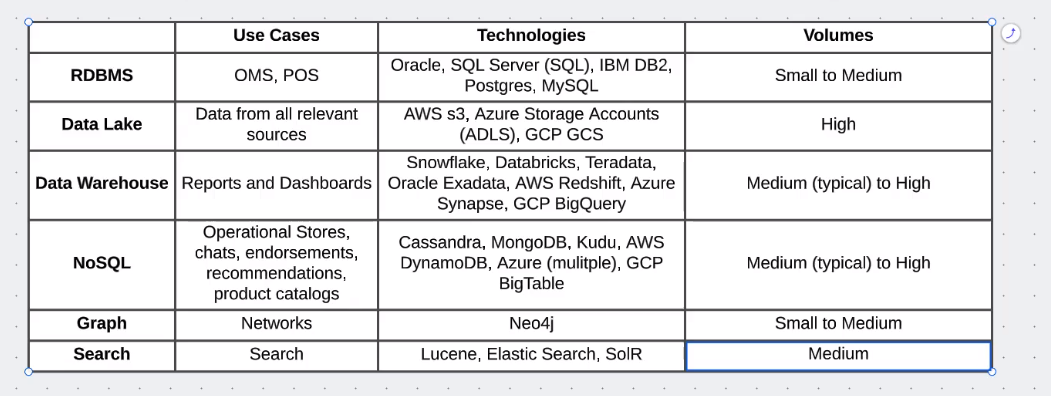 Use Cases Technologies Volumes
RDBMS OMS, POS Oracle, SQL Server (SQL), IBM DB2, Small to Medium
Postgres, MySQL
Data Lake Data from all relevant AWS s3, Azure Storage Accounts High
sources (ADLS), GCP GCS
Data Warehouse Reports and Dashboards Snowflake, Databricks, Teradata, Medium (typical) to High
Oracle Exadata, AWS Redshift, Azure
Synapse, GCP BigQuery
NoSQL Operational Stores, Cassandra, MongoDB, Kudu, AWS Medium (typical) to High
chats, endorsements, DynamoDB, Azure (mulitple), GCP
recommendations, BigTable
product catalogs
Graph Networks Neo4j Small to Medium
Search Search Lucene, Elastic Search, SolR Medium